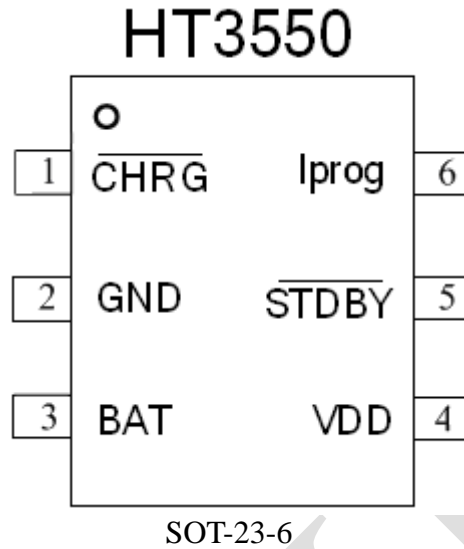 HT3550
1 CHRG Iprog 6
2 GND STDBY 5
3 BAT VDD 4
SOT-23-6